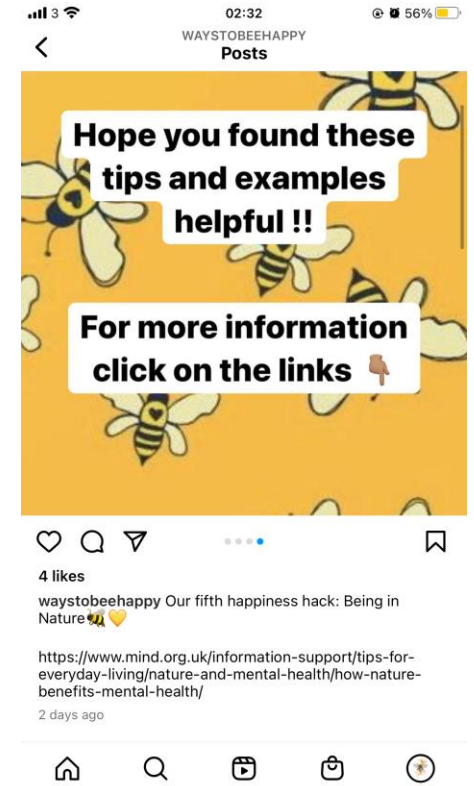 3
02:32
56%
WAYSTOBEEHAPPY
Posts
Hope you found these
tips and examples
helpful !!
For more information
click on the links 👇🏽
4 likes
waystobeehappy Our fifth happiness hack: Being in
Nature🐝💛
https://www.mind.org.uk/information-support/tips-for-
everyday-living/nature-and-mental-health/how-nature-
benefits-mental-health/
2 days ago